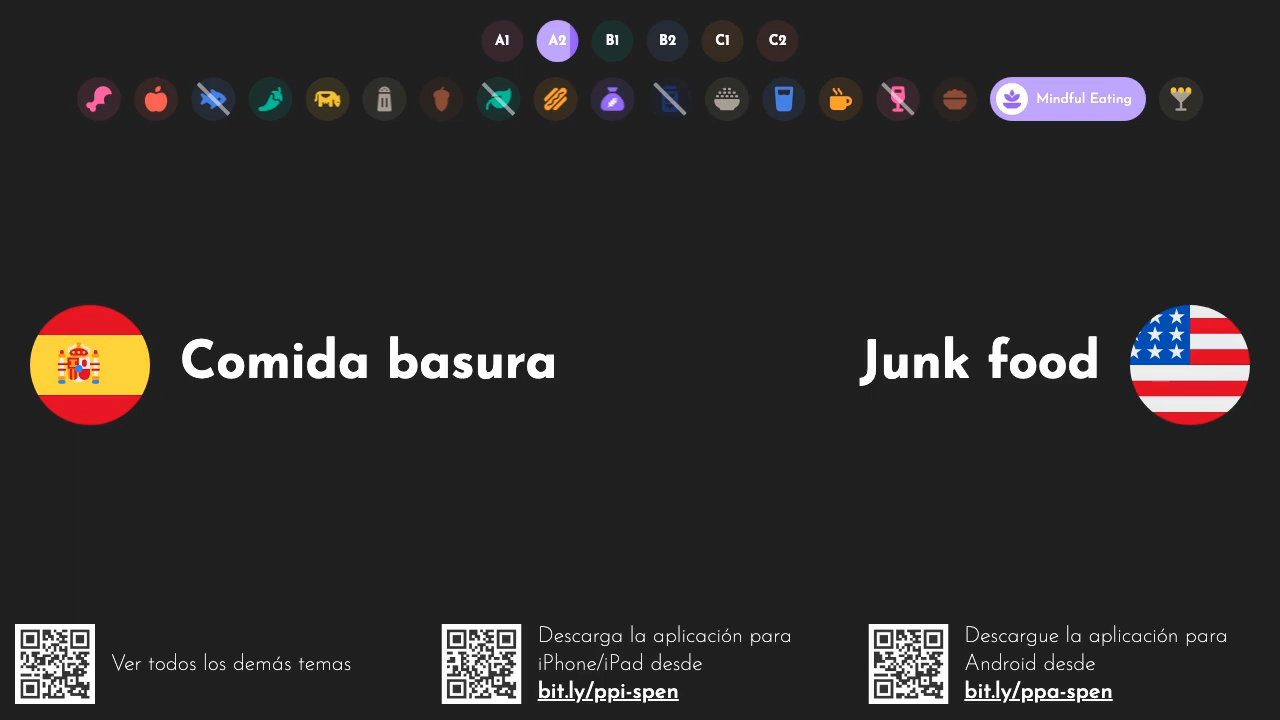 A1 A2 B1 B2 C1 C2
Mindful Eating
Comida basura
Junk food
Ver todos los demás temas
Descarga la aplicación para
iPhone/iPad desde
bit.ly/ppi-spen
Descargue la aplicación para
Android desde
bit.ly/ppa-spen